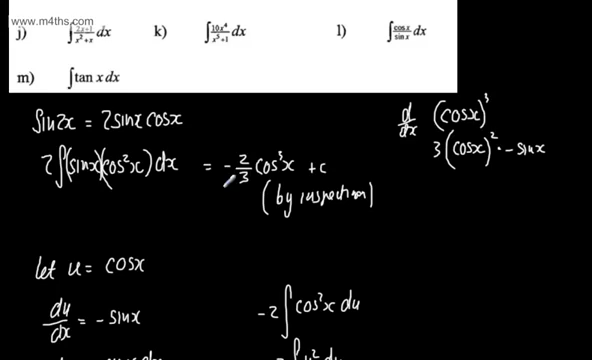 www.m4ths.com
j) ∫ (2x+1)/(x²+x) dx k) ∫ (10x⁴)/(x⁵+1) dx l) ∫ (cos x)/(sin x) dx
m) ∫ tan x dx
sin2x = 2sinx cosx
d/dx (cosx)³
3(cosx)² · -sinx
2∫(sinx)(cos²x) dx = -2/3 cos³x + c
(by inspection)
let u = cosx
du/dx = -sinx
-2∫cos²x du